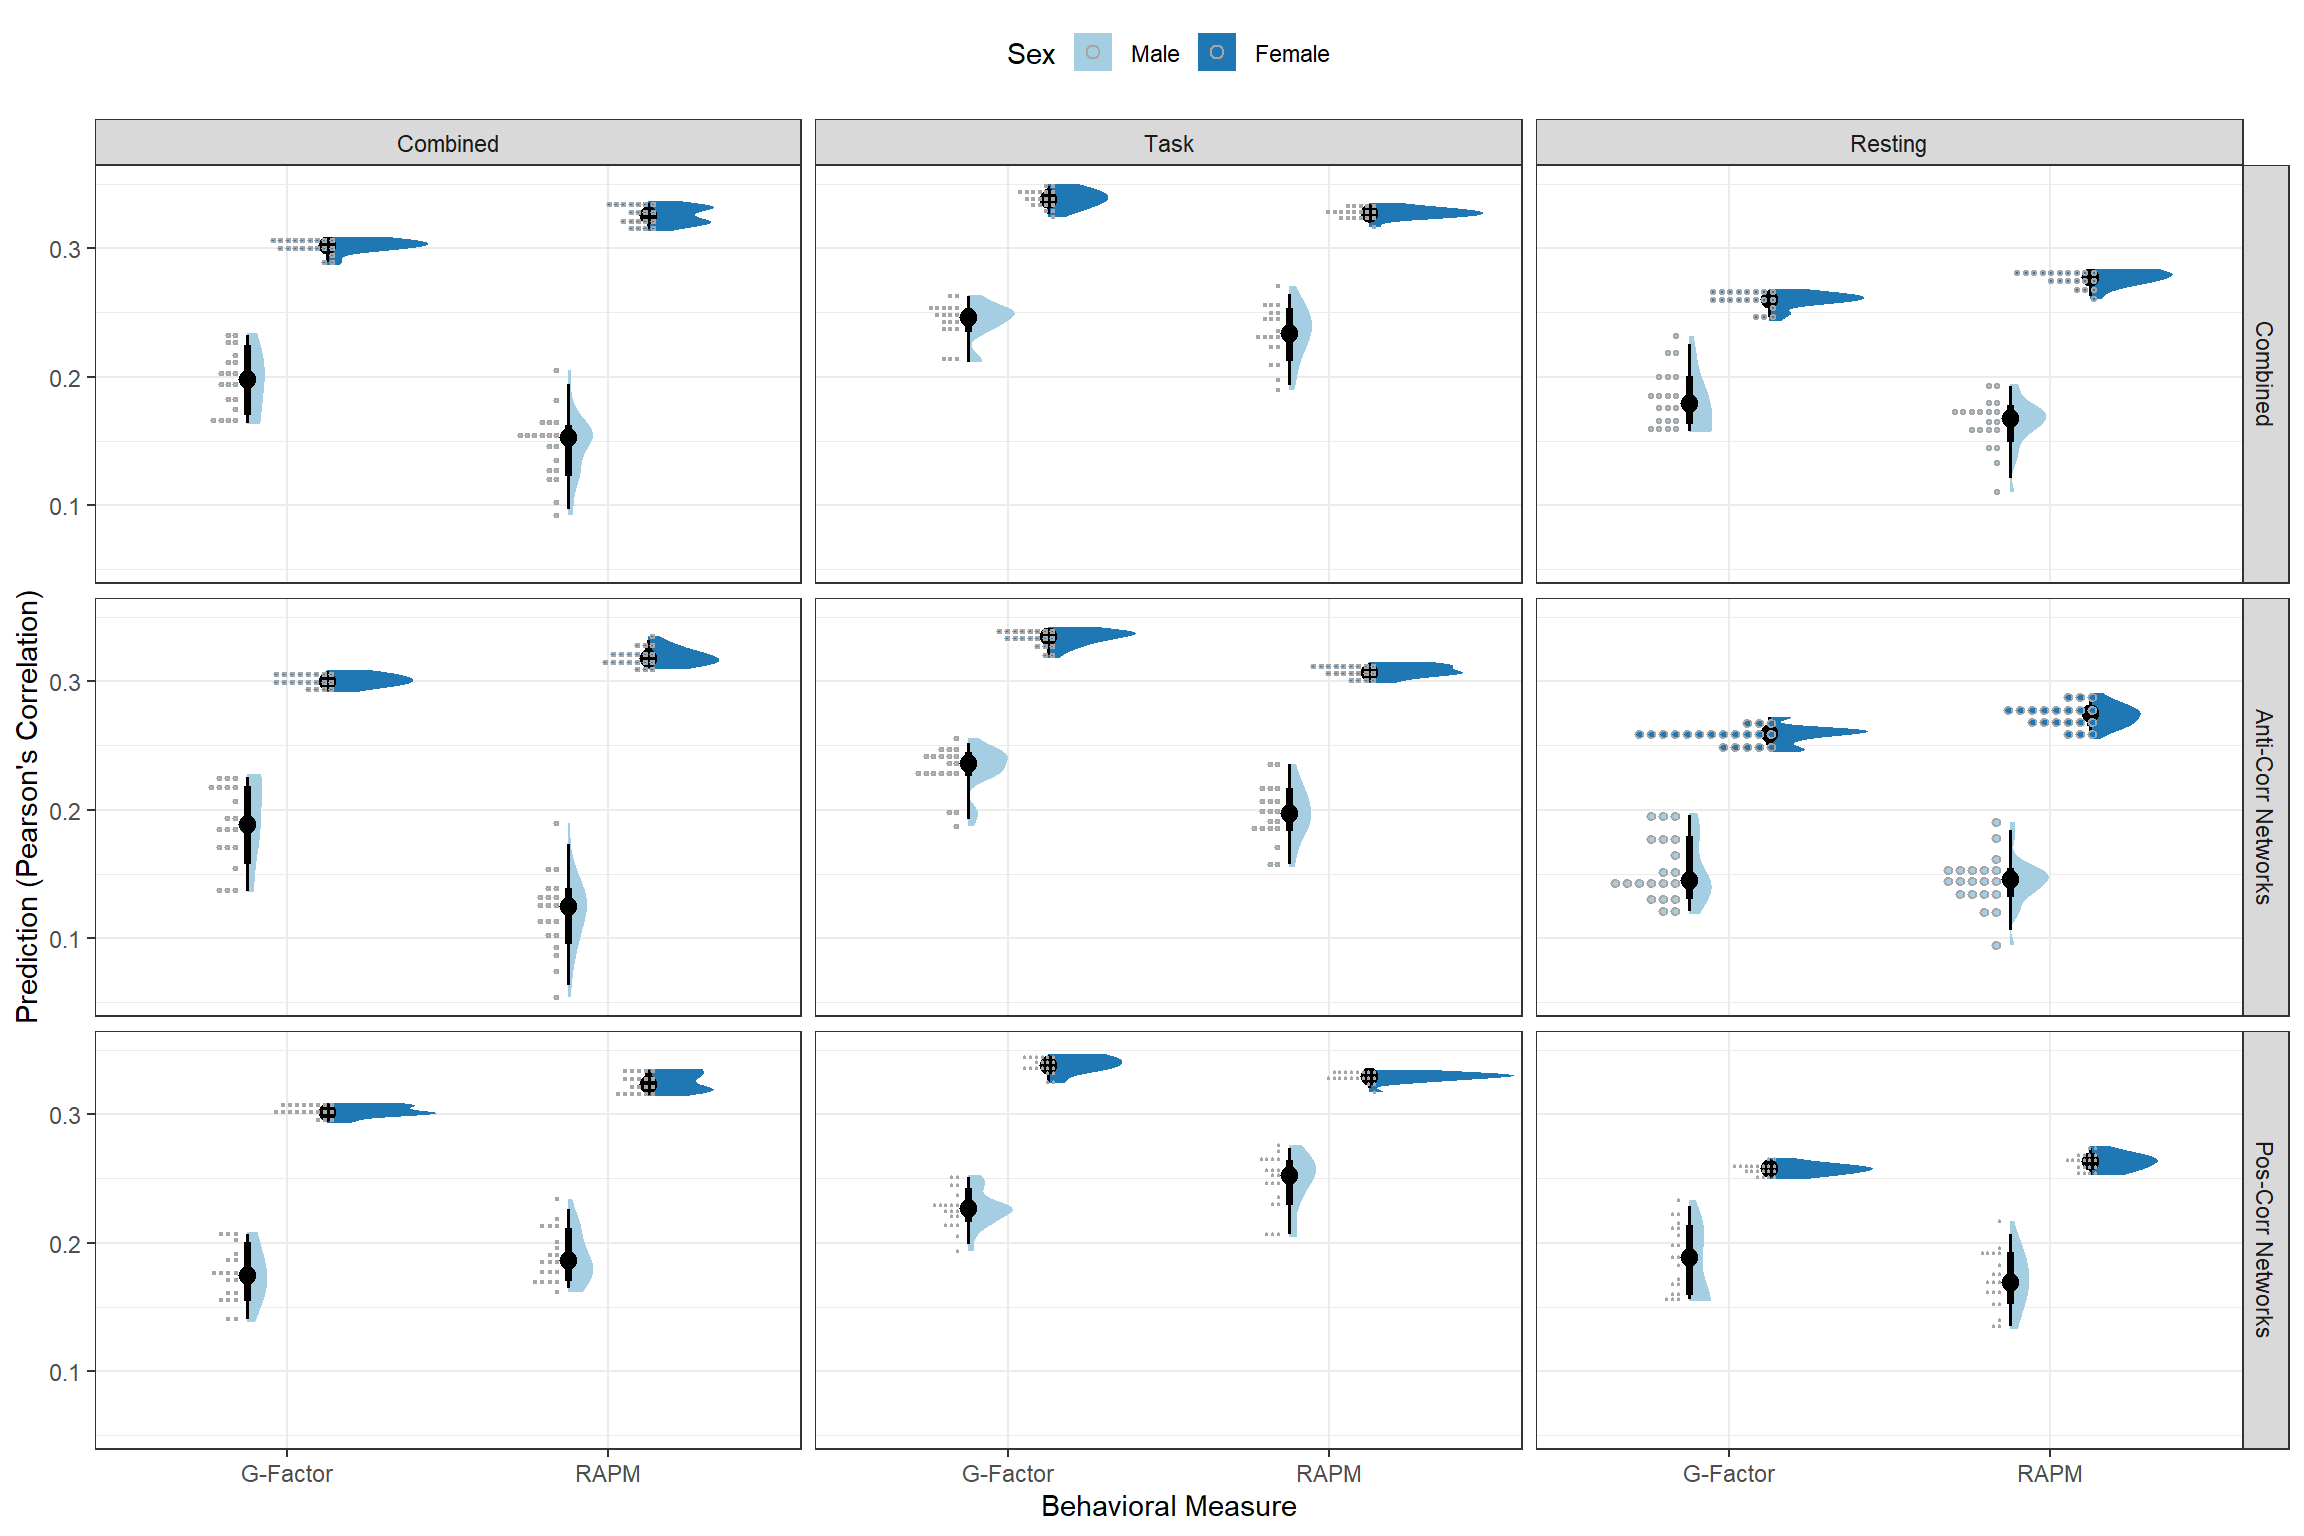 Sex Male Female
Combined Task Resting
0.3
0.2
0.1
Combined
0.3
0.2
0.1
Anti-Corr Networks
0.3
0.2
0.1
Pos-Corr Networks
Prediction (Pearson's Correlation)
G-Factor RAPM G-Factor RAPM G-Factor RAPM
Behavioral Measure